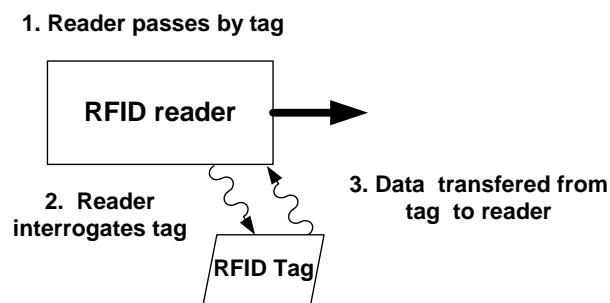 1. Reader passes by tag
RFID reader
2. Reader
interrogates tag
3. Data transfered from
tag to reader
RFID Tag